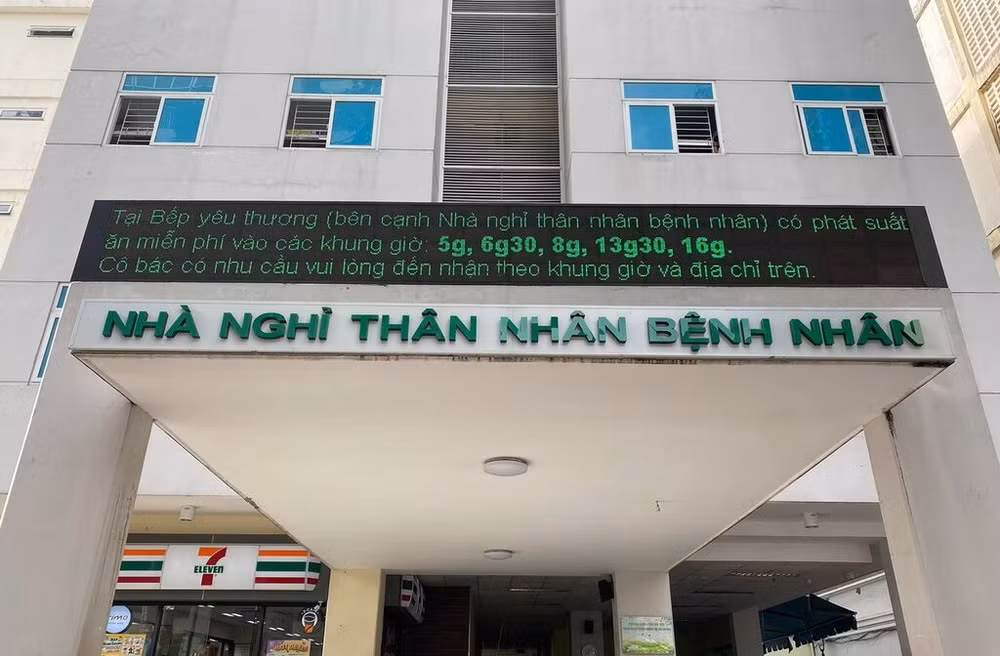 Tại Bếp yêu thương (bên cạnh Nhà nghỉ thân nhân bệnh nhân) có phát suất
ăn miễn phí vào các khung giờ: 5g, 6g30, 8g, 13g30, 16g.
Cô bác có nhu cầu vui lòng đến nhận theo khung giờ và địa chỉ trên.
NHÀ NGHỈ THÂN NHÂN BỆNH NHÂN
7
ELEVEN